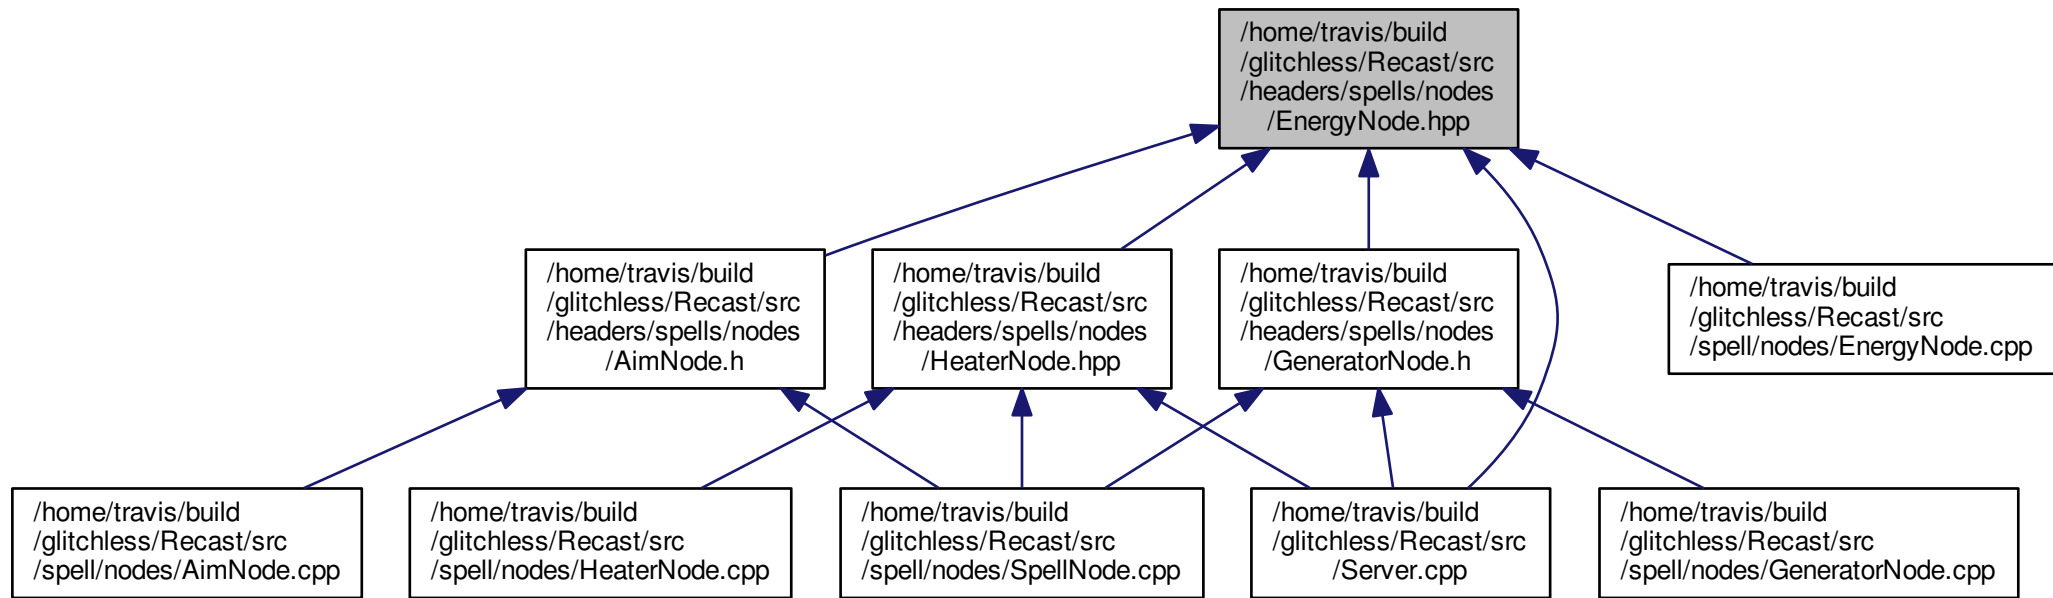 /home/travis/build
/glitchless/Recast/src
/headers/spells/nodes
/EnergyNode.hpp
/home/travis/build
/glitchless/Recast/src
/headers/spells/nodes
/AimNode.h
/home/travis/build
/glitchless/Recast/src
/headers/spells/nodes
/HeaterNode.hpp
/home/travis/build
/glitchless/Recast/src
/headers/spells/nodes
/GeneratorNode.h
/home/travis/build
/glitchless/Recast/src
/spell/nodes/EnergyNode.cpp
/home/travis/build
/glitchless/Recast/src
/spell/nodes/AimNode.cpp
/home/travis/build
/glitchless/Recast/src
/spell/nodes/HeaterNode.cpp
/home/travis/build
/glitchless/Recast/src
/spell/nodes/SpellNode.cpp
/home/travis/build
/glitchless/Recast/src
/Server.cpp
/home/travis/build
/glitchless/Recast/src
/spell/nodes/GeneratorNode.cpp